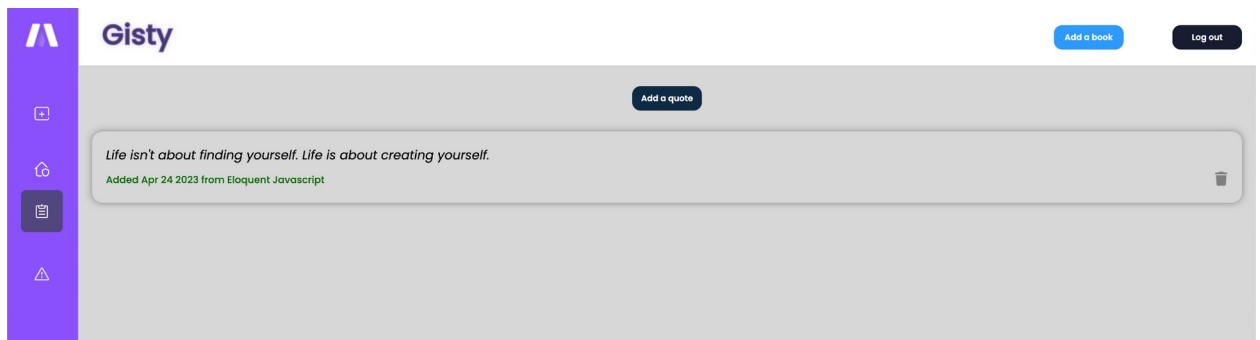 Gisty
Add a book
Log out
Add a quote
Life isn't about finding yourself. Life is about creating yourself.
Added Apr 24 2023 from Eloquent Javascript